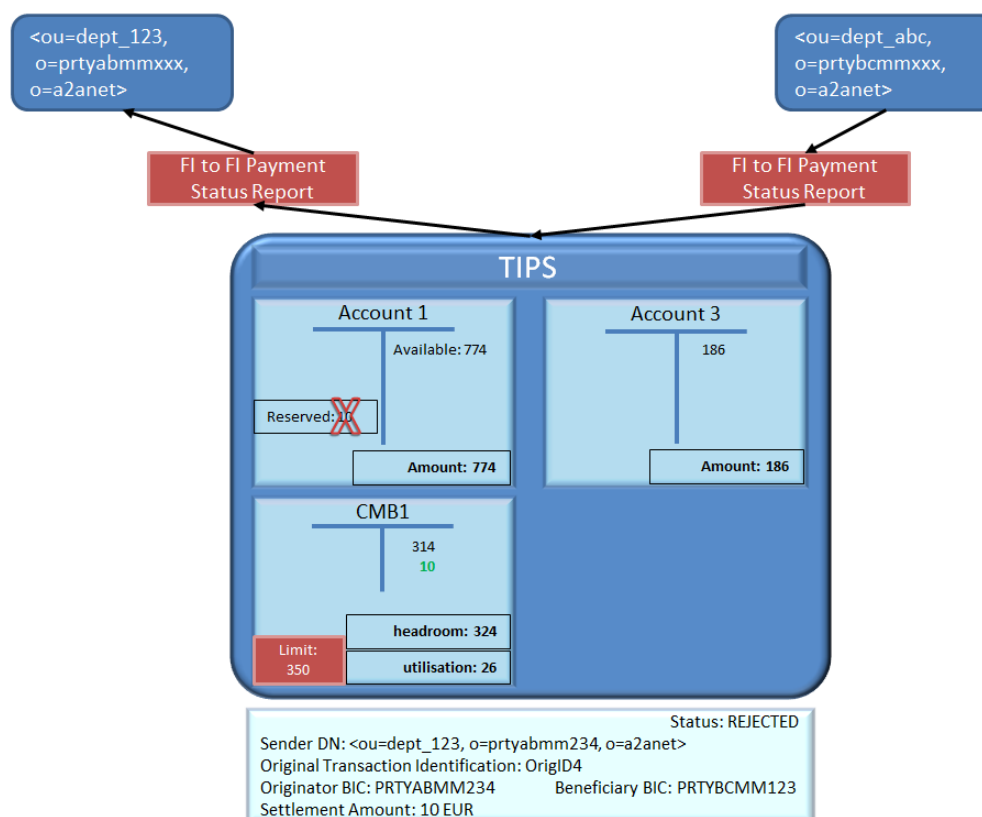 <ou=dept_123,
o=prtyabmmxxx,
o=a2anet>
<ou=dept_abc,
o=prtybcmmxxx,
o=a2anet>
FI to FI Payment
Status Report
FI to FI Payment
Status Report
TIPS
Account 1
Available: 774
Reserved: 10
Amount: 774
Account 3
186
Amount: 186
CMB1
314
10
headroom: 324
Limit:
350
utilisation: 26
Status: REJECTED
Sender DN: <ou=dept_123, o=prtyabmm234, o=a2anet>
Original Transaction Identification: OrigID4
Originator BIC: PRTYABMM234 Beneficiary BIC: PRTYBCMM123
Settlement Amount: 10 EUR